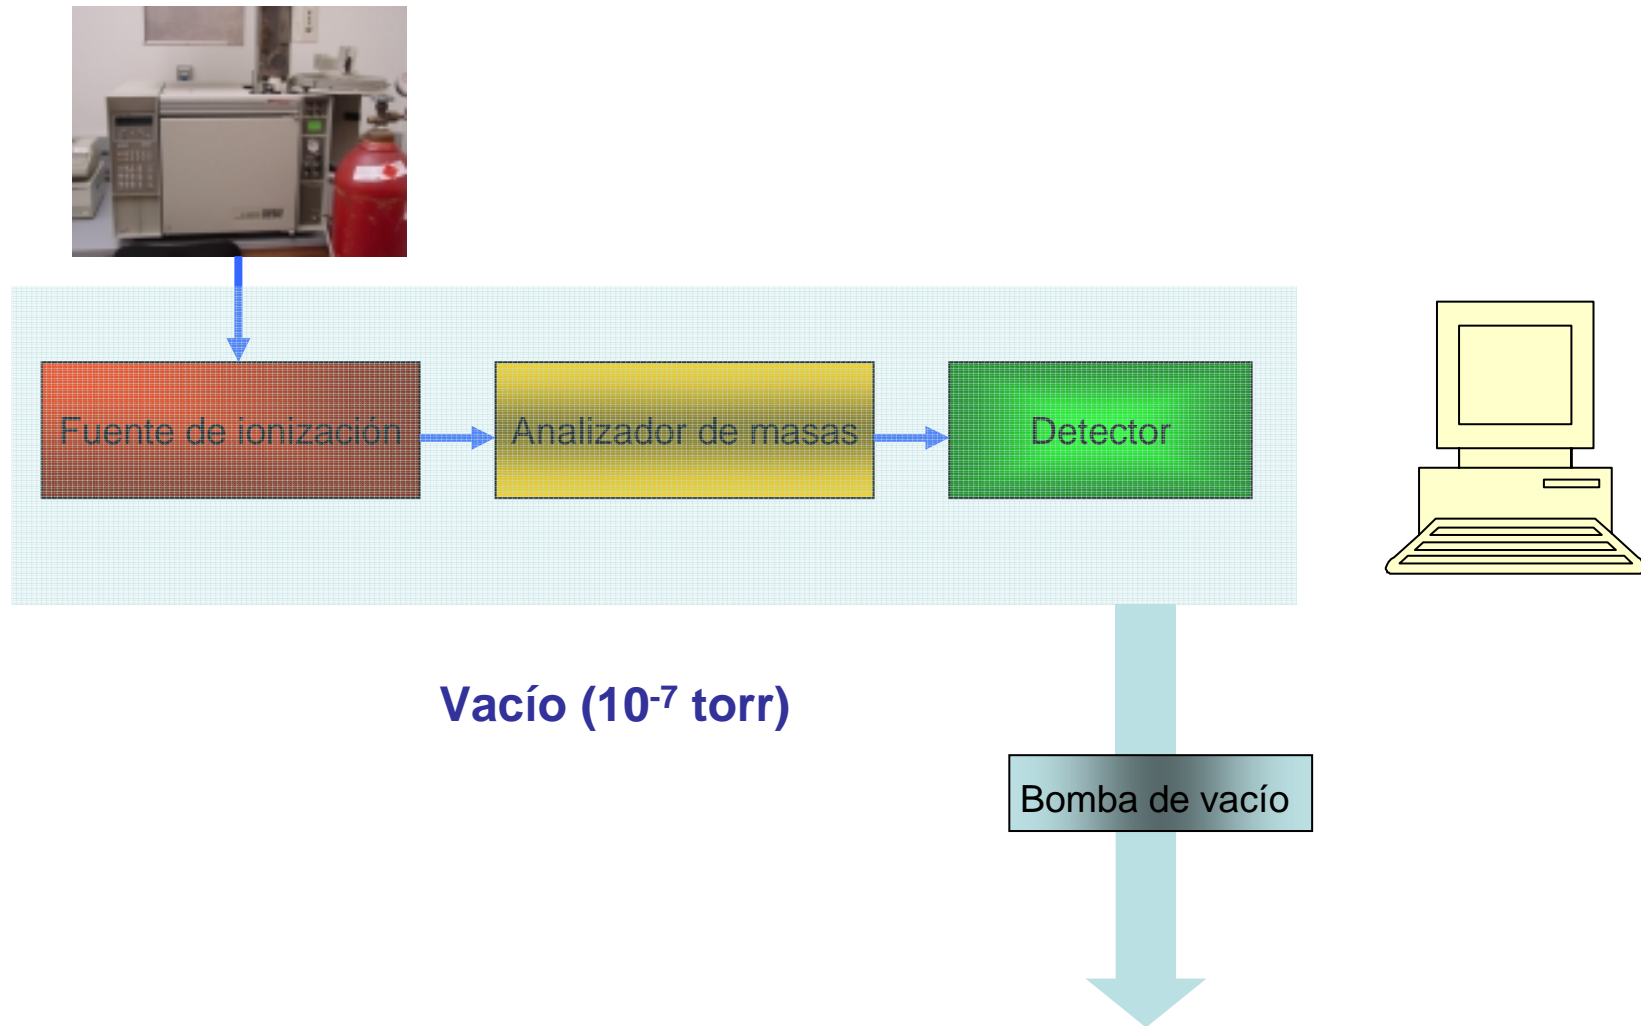 Fuente de ionización
Analizador de masas
Detector
Vacío (10⁻⁷ torr)
Bomba de vacío